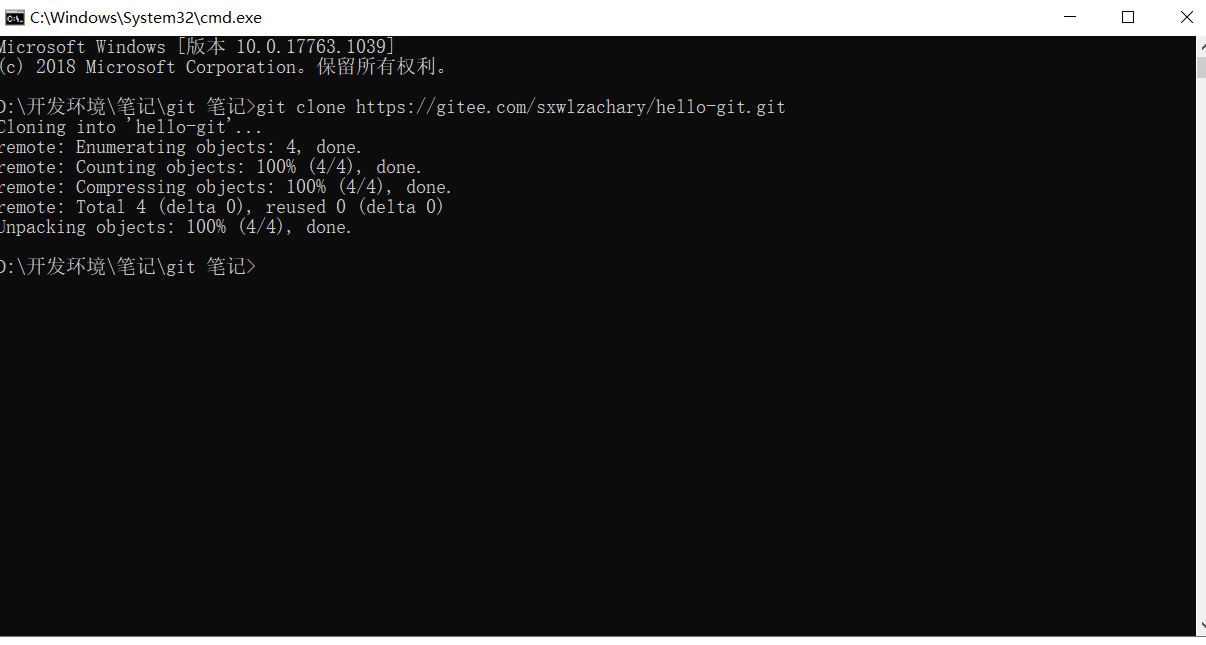 C:\Windows\System32\cmd.exe
Microsoft Windows [版本 10.0.17763.1039]
(c) 2018 Microsoft Corporation。保留所有权利。
D:\开发环境\笔记\git 笔记>git clone https://gitee.com/sxwlzachary/hello-git.git
Cloning into 'hello-git'...
remote: Enumerating objects: 4, done.
remote: Counting objects: 100% (4/4), done.
remote: Compressing objects: 100% (4/4), done.
remote: Total 4 (delta 0), reused 0 (delta 0)
Unpacking objects: 100% (4/4), done.
D:\开发环境\笔记\git 笔记>